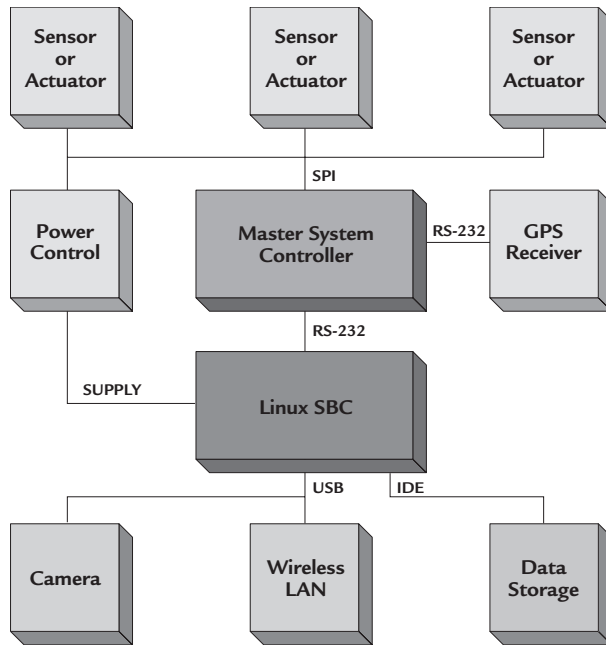 Sensor
or
Actuator
Sensor
or
Actuator
Sensor
or
Actuator
SPI
Power
Control
Master System
Controller
RS-232
GPS
Receiver
RS-232
SUPPLY
Linux SBC
USB
IDE
Camera
Wireless
LAN
Data
Storage